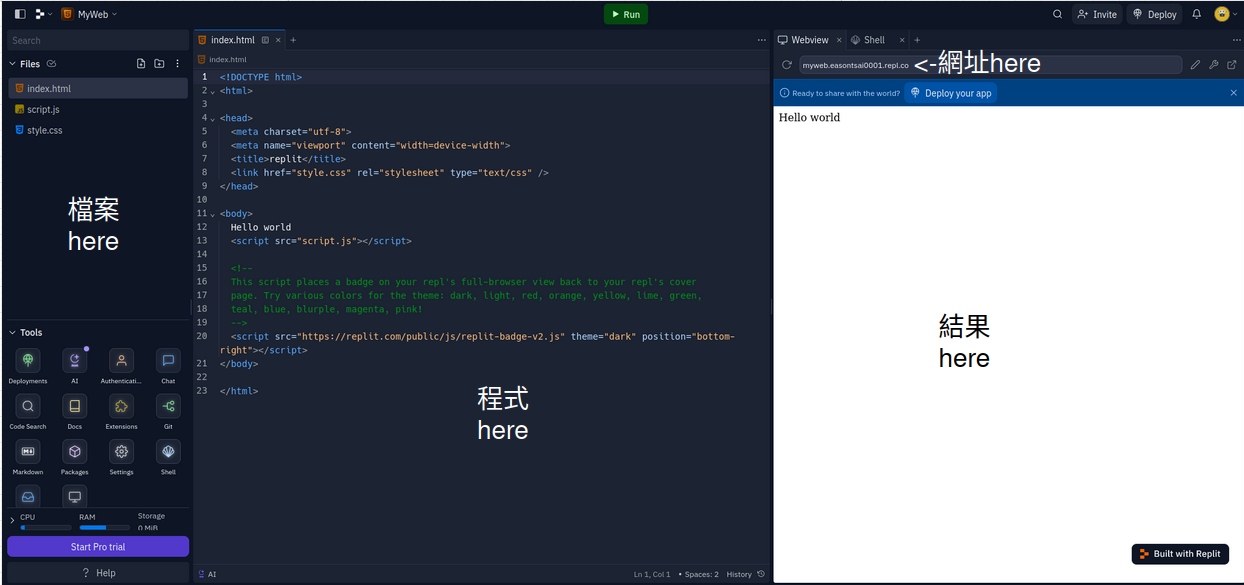 MyWeb
Run
Invite
Deploy
Search
Files
index.html
script.js
style.css
檔案
here
Tools
Deployments
AI
Authenticati...
Chat
Code Search
Docs
Extensions
Git
Markdown
Packages
Settings
Shell
CPU
RAM
Storage
0 MiB
Start Pro trial
? Help
index.html
index.html
1 <!DOCTYPE html>
2 <html>
3
4 <head>
5 <meta charset="utf-8">
6 <meta name="viewport" content="width=device-width">
7 <title>replit</title>
8 <link href="style.css" rel="stylesheet" type="text/css" />
9 </head>
10
11 <body>
12 Hello world
13 <script src="script.js"></script>
14
15 <!--
16 This script places a badge on your repl's full-browser view back to your repl's cover
17 page. Try various colors for the theme: dark, light, red, orange, yellow, lime, green,
18 teal, blue, blurple, magenta, pink!
19 -->
20 <script src="https://replit.com/public/js/replit-badge-v2.js" theme="dark" position="bottom-
right"></script>
21 </body>
22
23 </html>
程式
here
AI
Ln 1, Col 1 • Spaces: 2 History
Webview
Shell
myweb.easontsai0001.repl.co <-網址here
Ready to share with the world? Deploy your app
Hello world
結果
here
Built with Replit